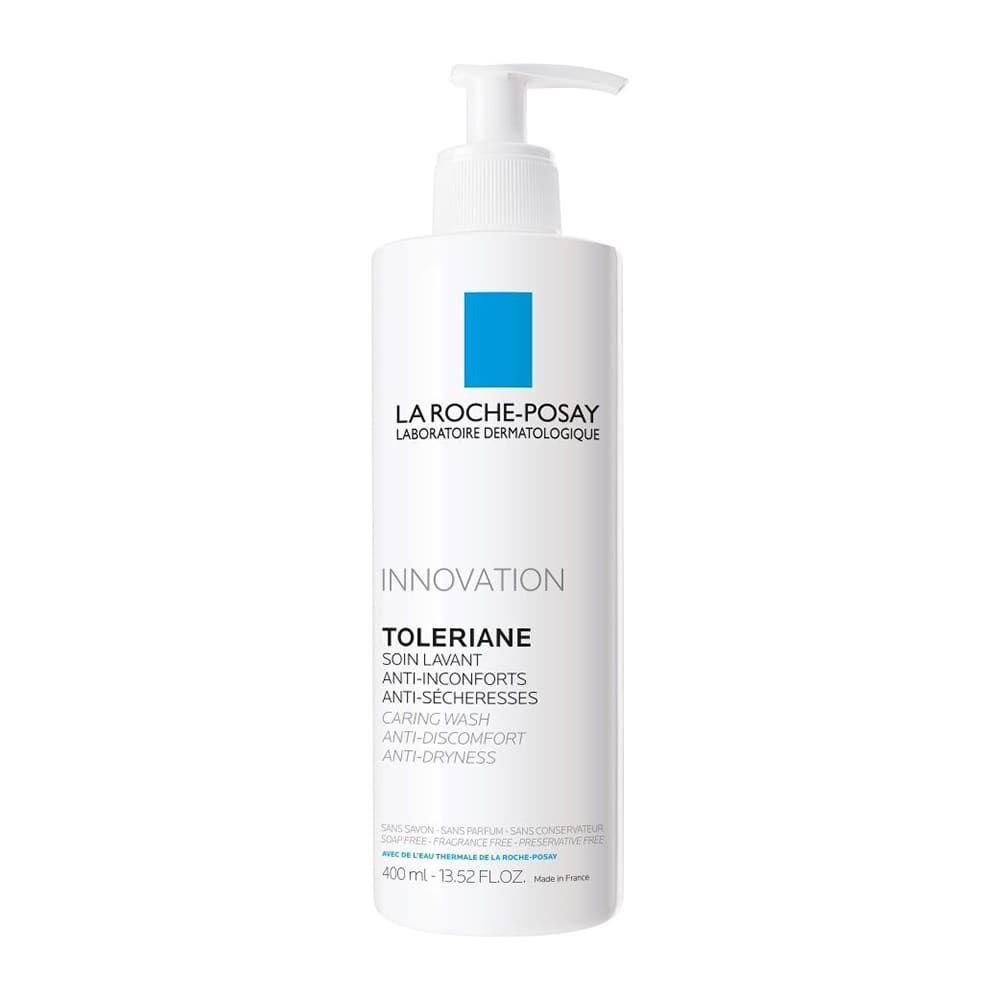 LA ROCHE-POSAY
LABORATOIRE DERMATOLOGIQUE
INNOVATION
TOLERIANE
SOIN LAVANT
ANTI-INCONFORTS
ANTI-SÉCHERESSES
CARING WASH
ANTI-DISCOMFORT
ANTI-DRYNESS
SANS SAVON - SANS PARFUM - SANS CONSERVATEUR
SOAP FREE - FRAGRANCE FREE - PRESERVATIVE FREE
AVEC DE L'EAU THERMALE DE LA ROCHE-POSAY
400 ml - 13.52 FL.OZ. Made in France